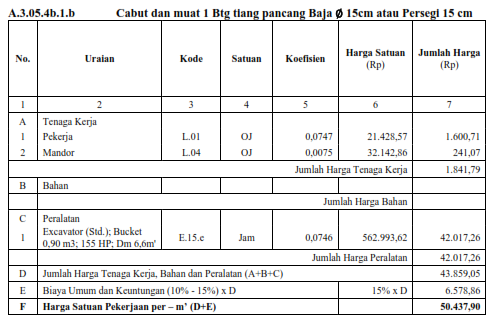 A.3.05.4b.1.b Cabut dan muat 1 Btg tiang pancang Baja Ø 15cm atau Persegi 15 cm
No. Uraian Kode Satuan Koefisien Harga Satuan (Rp) Jumlah Harga (Rp)
1 2 3 4 5 6 7
A Tenaga Kerja
1 Pekerja L.01 OJ 0,0747 21.428,57 1.600,71
2 Mandor L.04 OJ 0,0075 32.142,86 241,07
Jumlah Harga Tenaga Kerja 1.841,79
B Bahan
Jumlah Harga Bahan
C Peralatan
1 Excavator (Std.); Bucket 0,90 m3; 155 HP; Dm 6,6m' E.15.e Jam 0,0746 562.993,62 42.017,26
Jumlah Harga Peralatan 42.017,26
D Jumlah Harga Tenaga Kerja, Bahan dan Peralatan (A+B+C) 43.859,05
E Biaya Umum dan Keuntungan (10% - 15%) x D 15% x D 6.578,86
F Harga Satuan Pekerjaan per – m' (D+E) 50.437,90